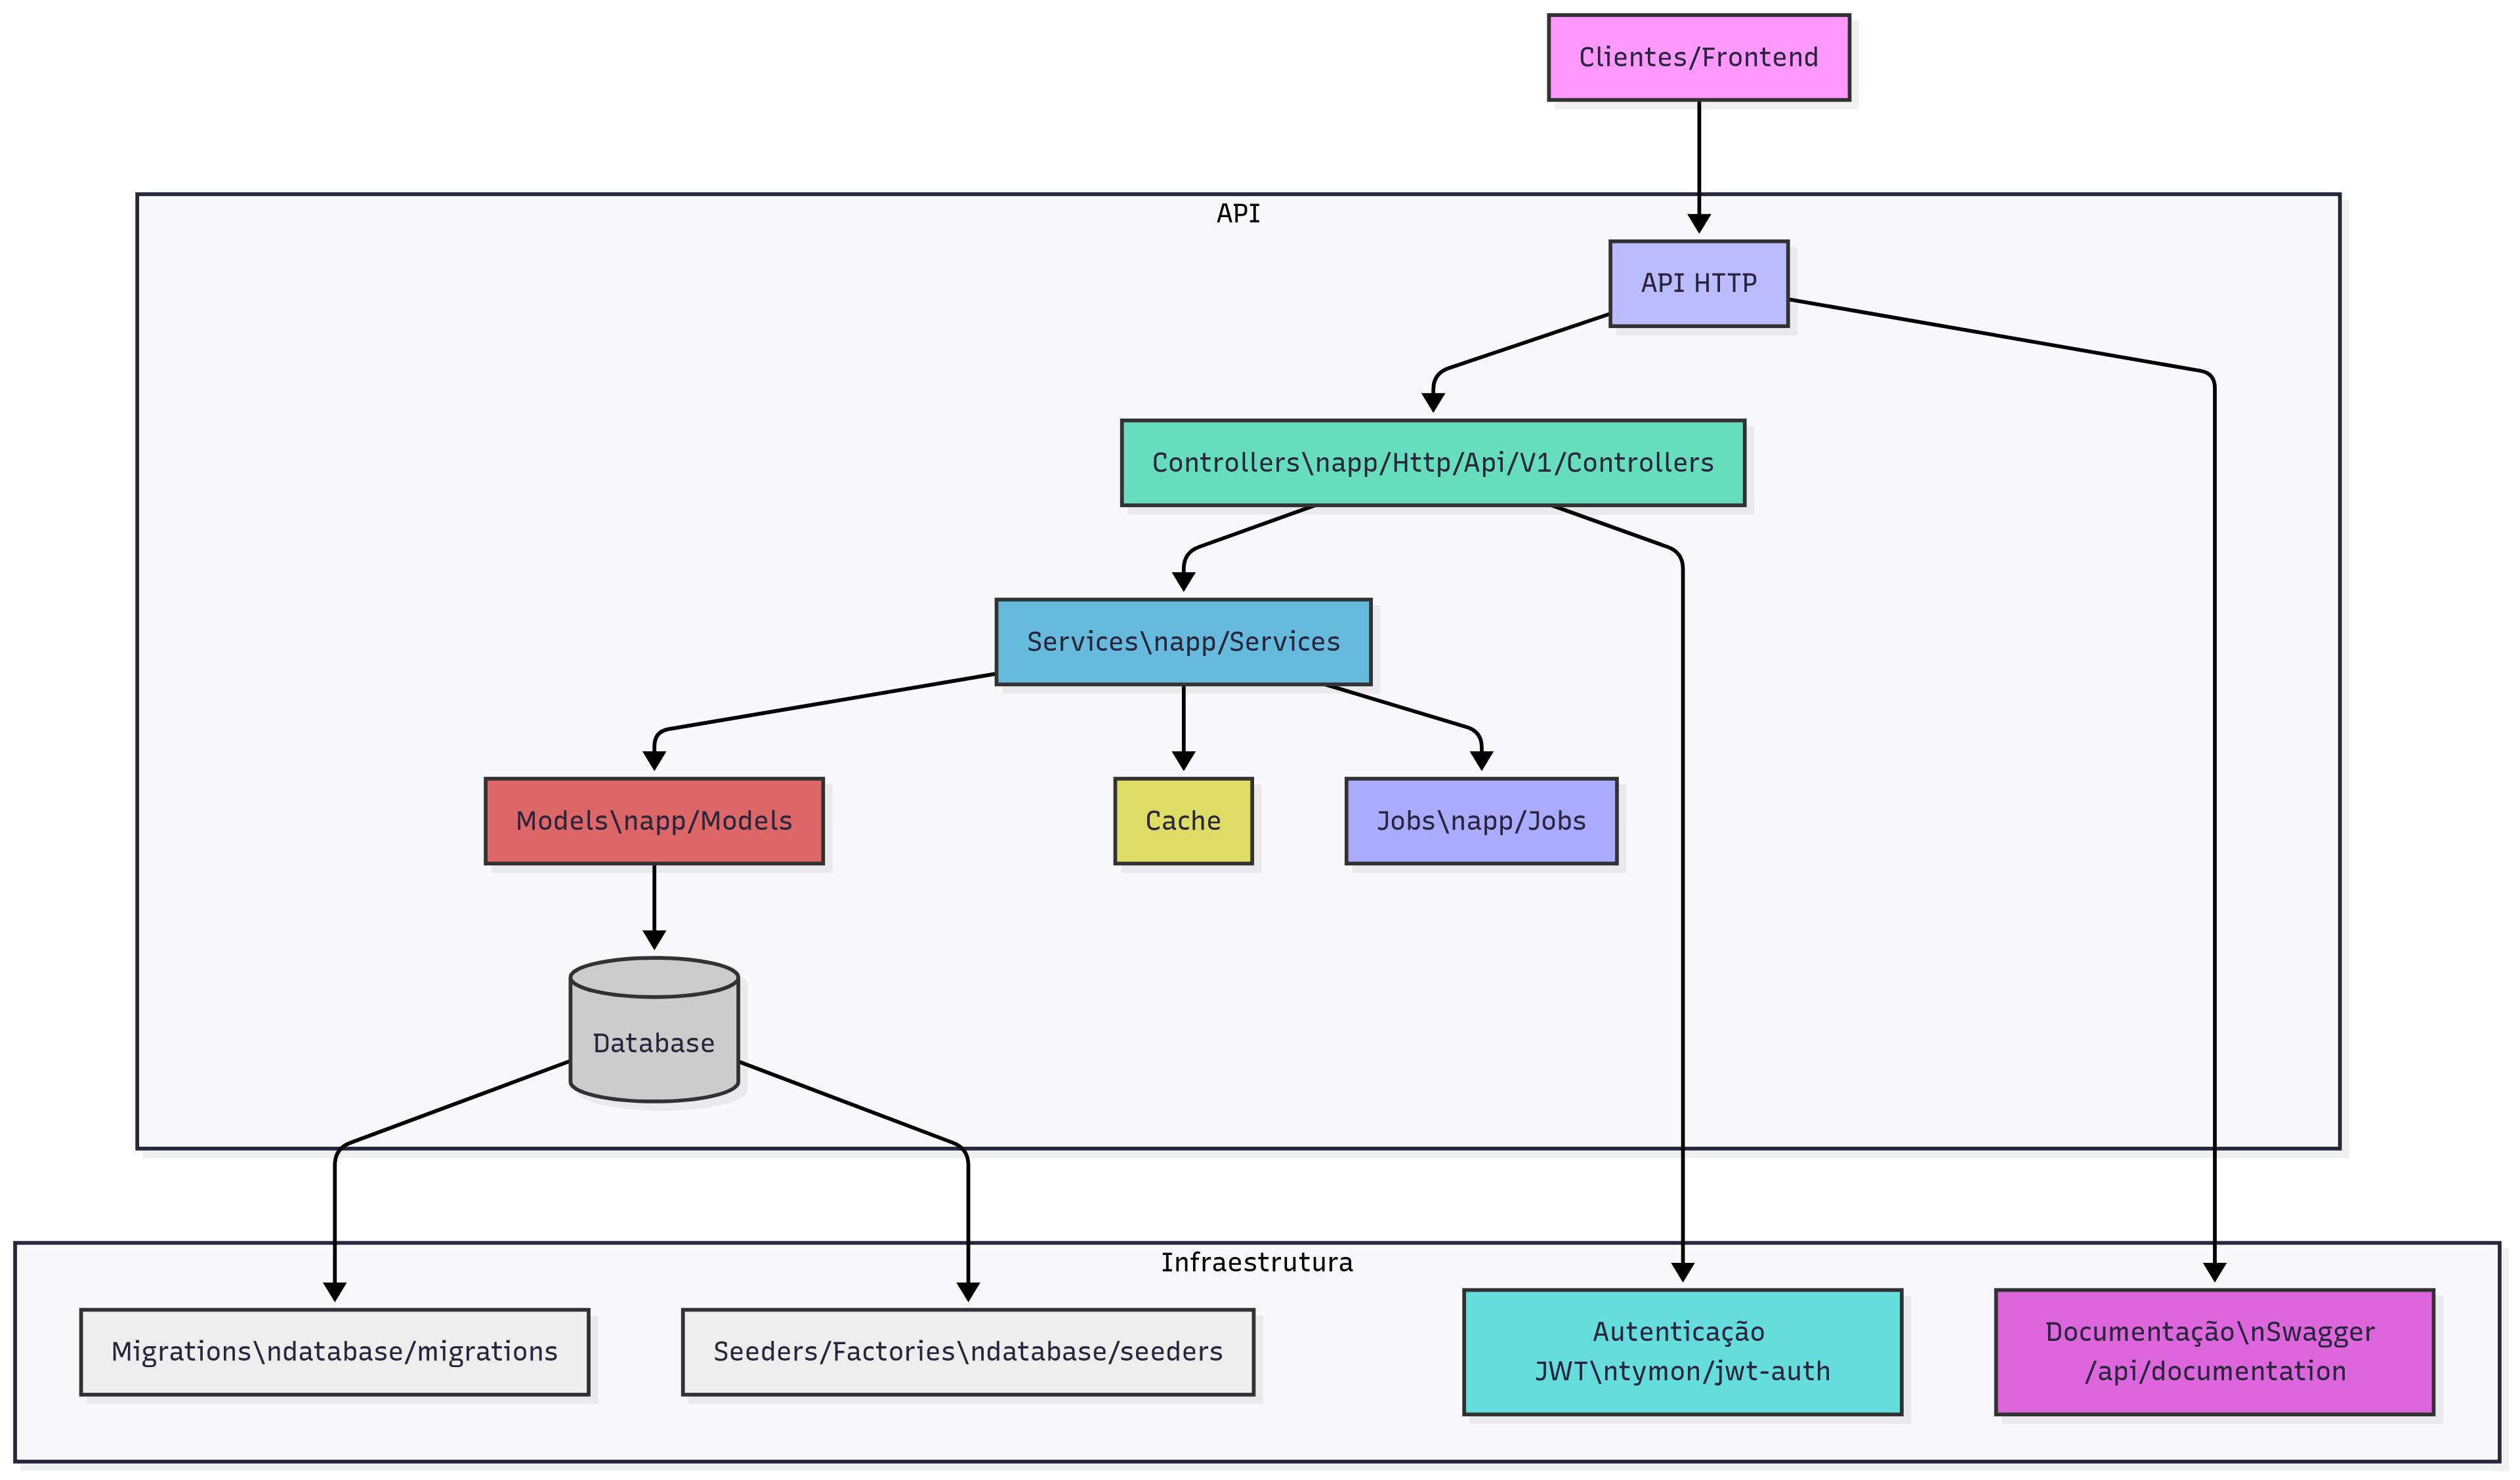 Clientes/Frontend
API
API HTTP
Controllers\napp/Http/Api/V1/Controllers
Services\napp/Services
Models\napp/Models
Cache
Jobs\napp/Jobs
Database
Infraestrutura
Migrations\ndatabase/migrations
Seeders/Factories\ndatabase/seeders
Autenticação
JWT\ntymon/jwt-auth
Documentação\nSwagger
/api/documentation